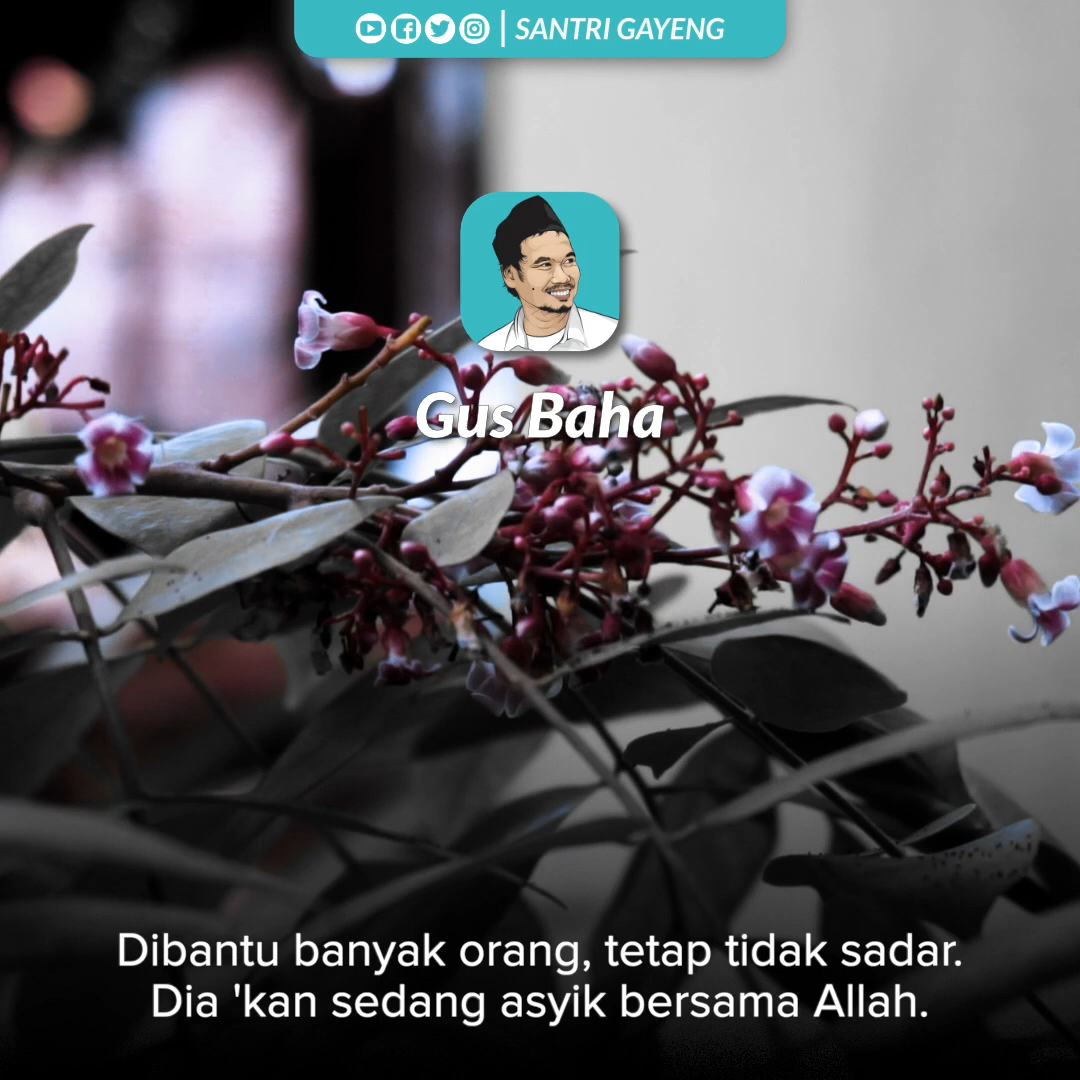 | SANTRI GAYENG
Gus Baha
Dibantu banyak orang, tetap tidak sadar.
Dia 'kan sedang asyik bersama Allah.